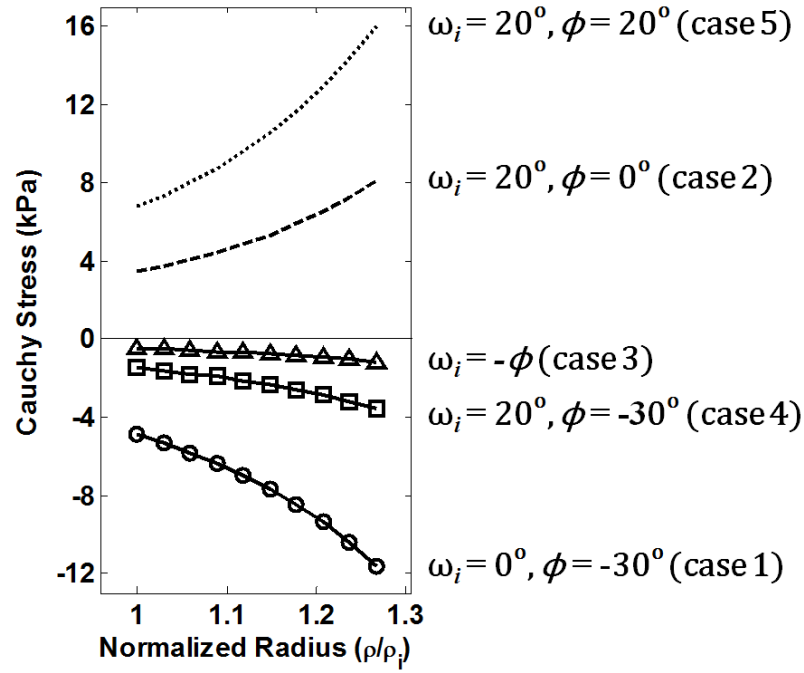 16
12
8
4
0
-4
-8
-12
Cauchy Stress (kPa)
1 1.1 1.2 1.3
Normalized Radius (ρ/ρi)
ωi = 20°, ϕ = 20° (case 5)
ωi = 20°, ϕ = 0° (case 2)
ωi = -ϕ (case 3)
ωi = 20°, ϕ = -30° (case 4)
ωi = 0°, ϕ = -30° (case 1)